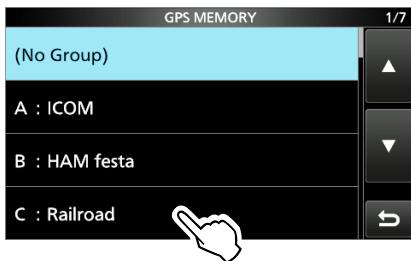 GPS MEMORY 1/7
(No Group)
A : ICOM
B : HAM festa
C : Railroad